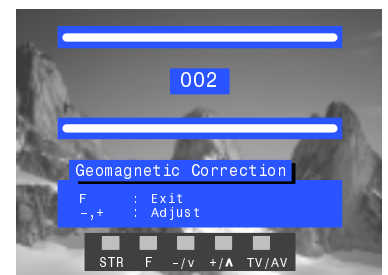 002
Geomagnetic Correction
F : Exit
-,+ : Adjust
STR F -/v +/∧ TV/AV